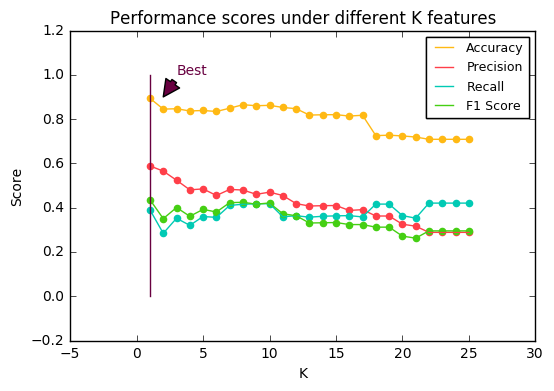 Performance scores under different K features
1.2
1.0
0.8
0.6
0.4
0.2
0.0
−0.2
Score
Best
Accuracy
Precision
Recall
F1 Score
−5
0
5
10
15
20
25
30
K